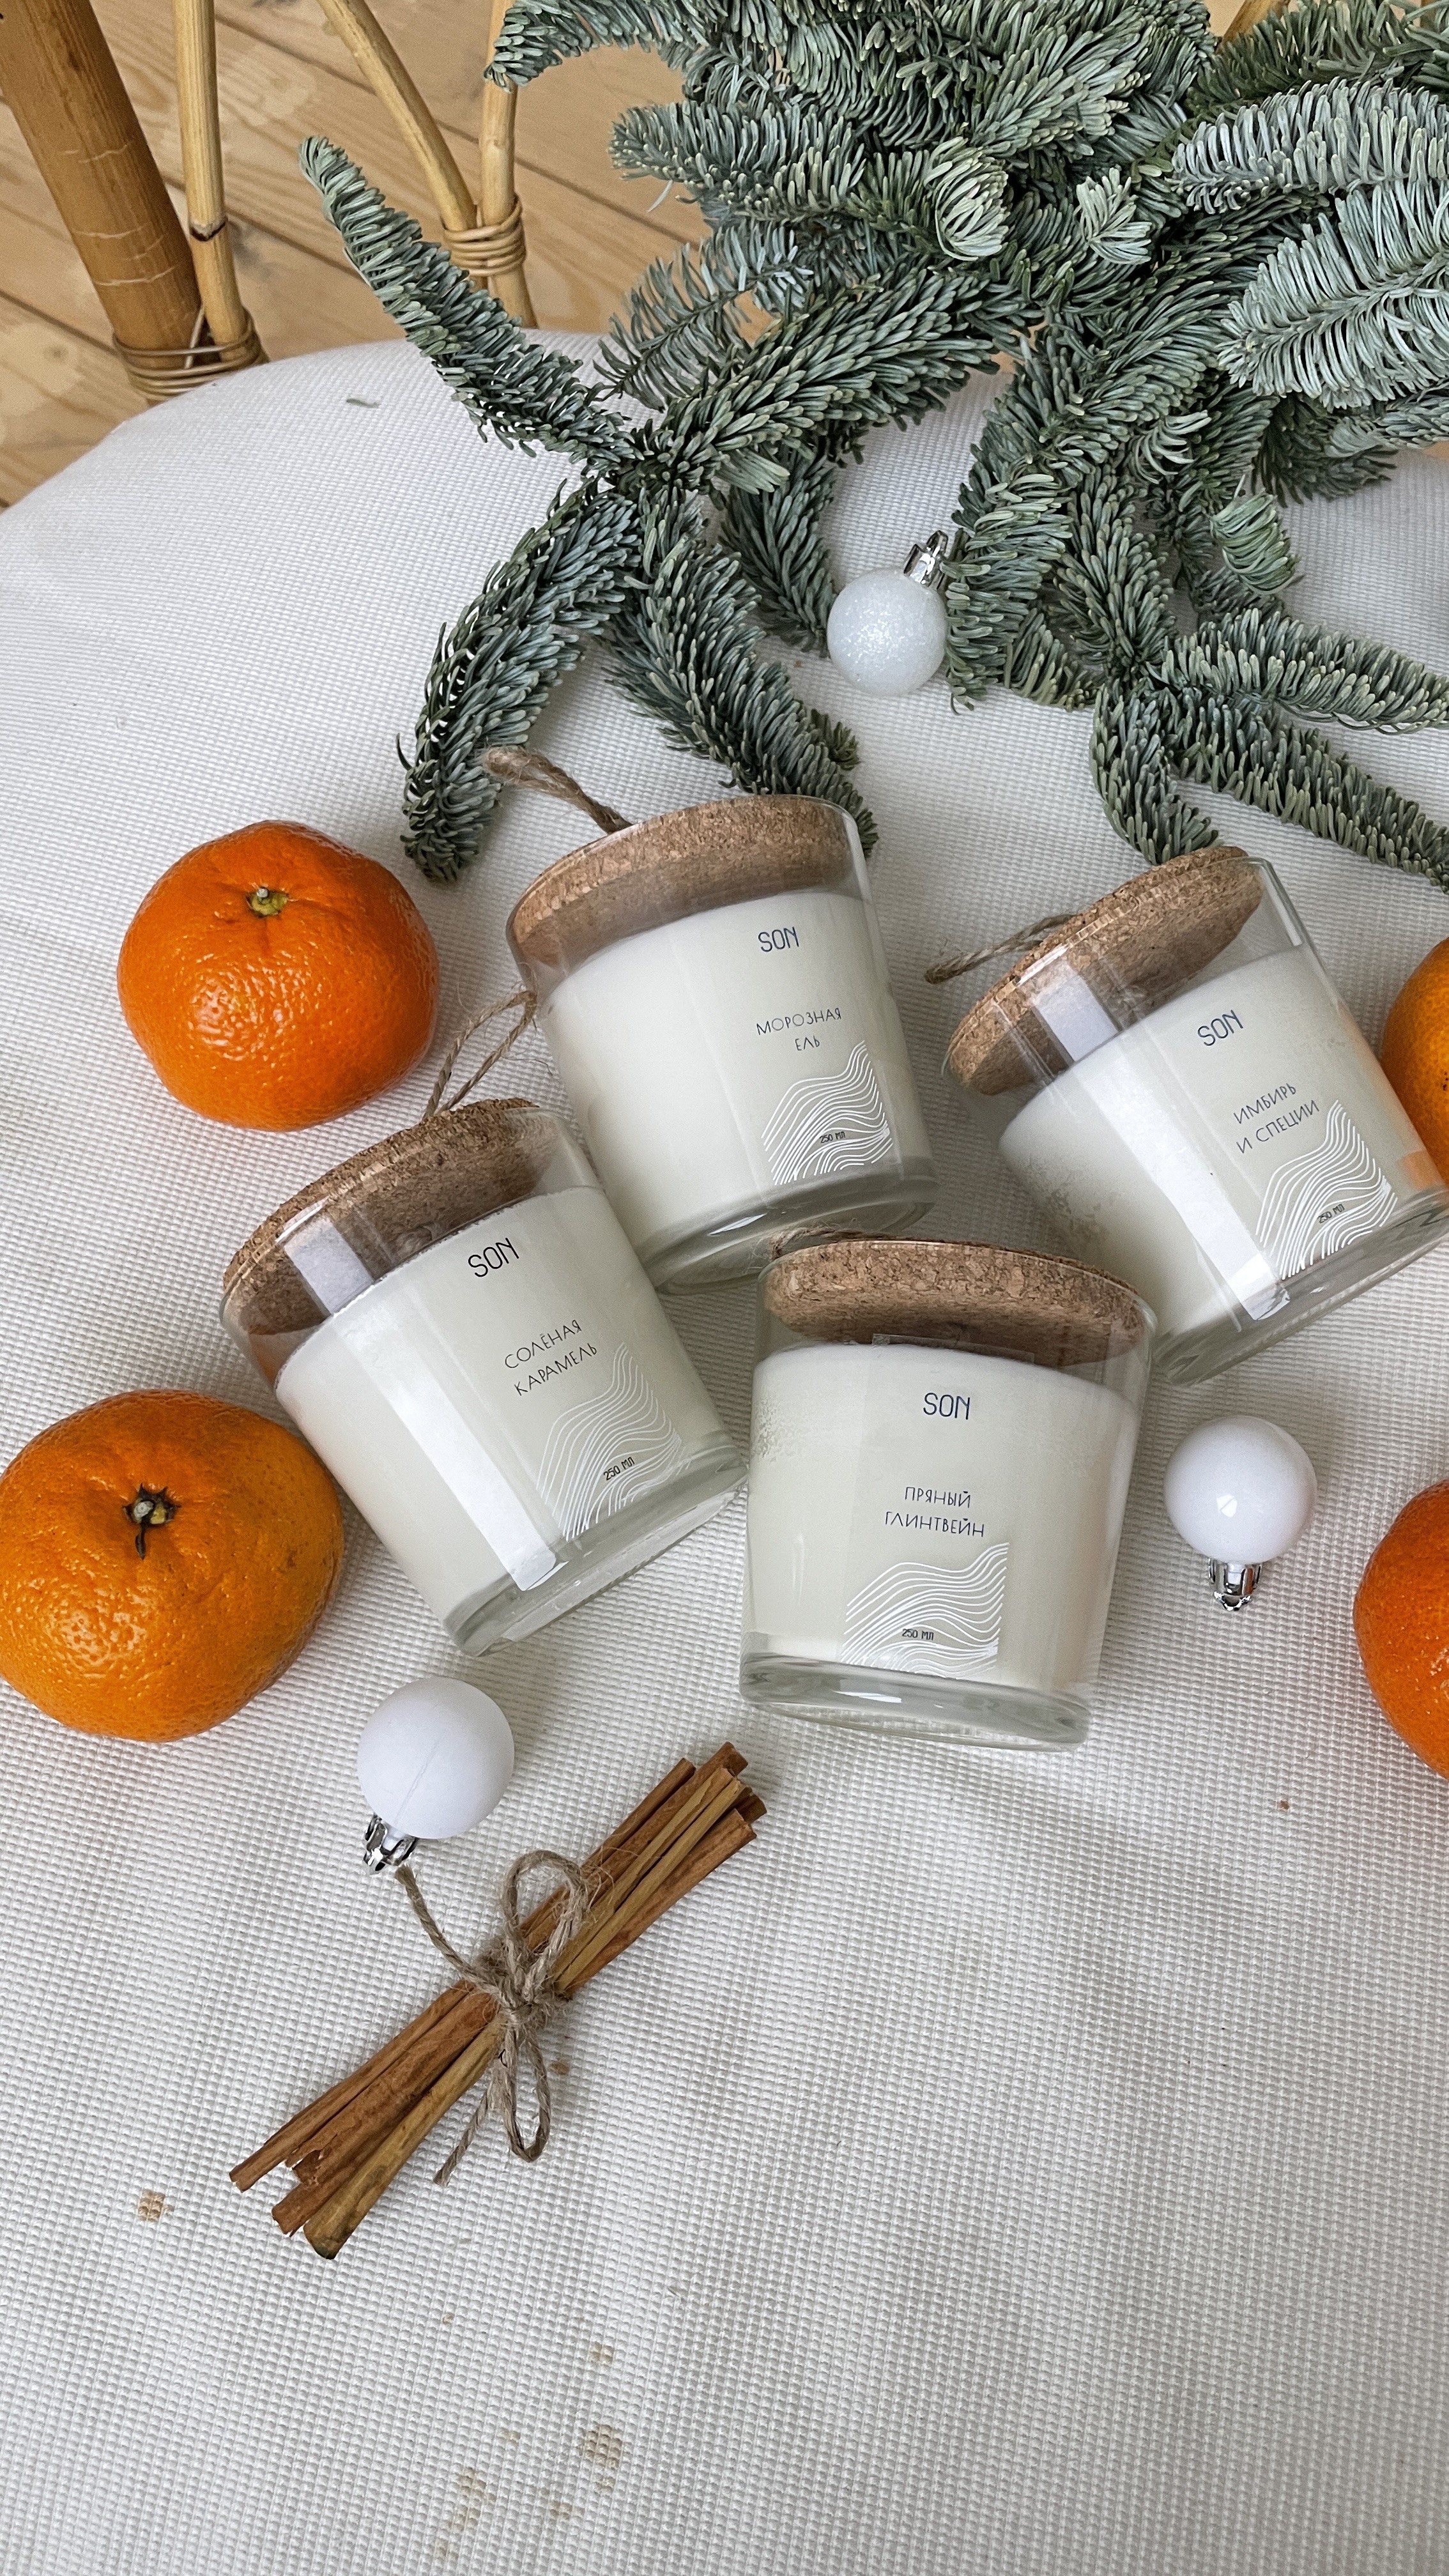 SON
МОРОЗНАЯ
ЕЛЬ
250 МЛ
SON
ИМБИРЬ
И СПЕЦИИ
250 МЛ
SON
СОЛЁНАЯ
КАРАМЕЛЬ
250 МЛ
SON
ПРЯНЫЙ
ГЛИНТВЕЙН
250 МЛ